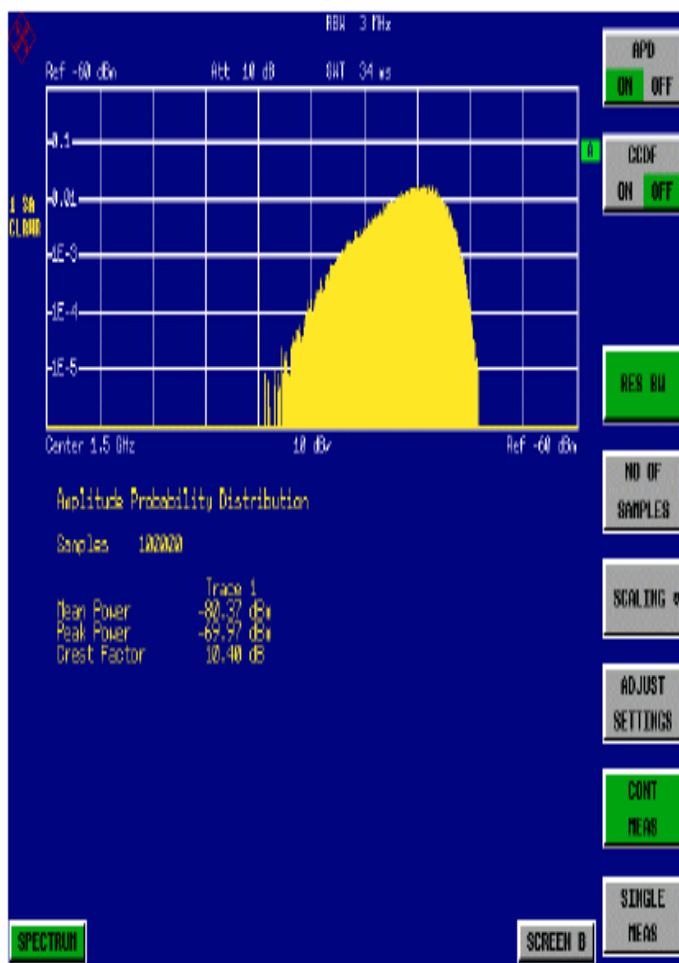 RBW 3 MHz
Ref -60 dBm Att 10 dB SWT 34 ms
APD
ON OFF
0.1
A
CCDF
ON OFF
0.01
1 SA
CLRWR
1E-3
1E-4
1E-5
RES BW
Center 1.5 GHz 10 dB/ Ref -60 dBm
NO OF
SAMPLES
Amplitude Probability Distribution
Samples 100000
Trace 1
Mean Power -80.37 dBm
Peak Power -69.97 dBm
Crest Factor 10.40 dB
SCALING
ADJUST
SETTINGS
CONT
MEAS
SINGLE
MEAS
SPECTRUM
SCREEN B